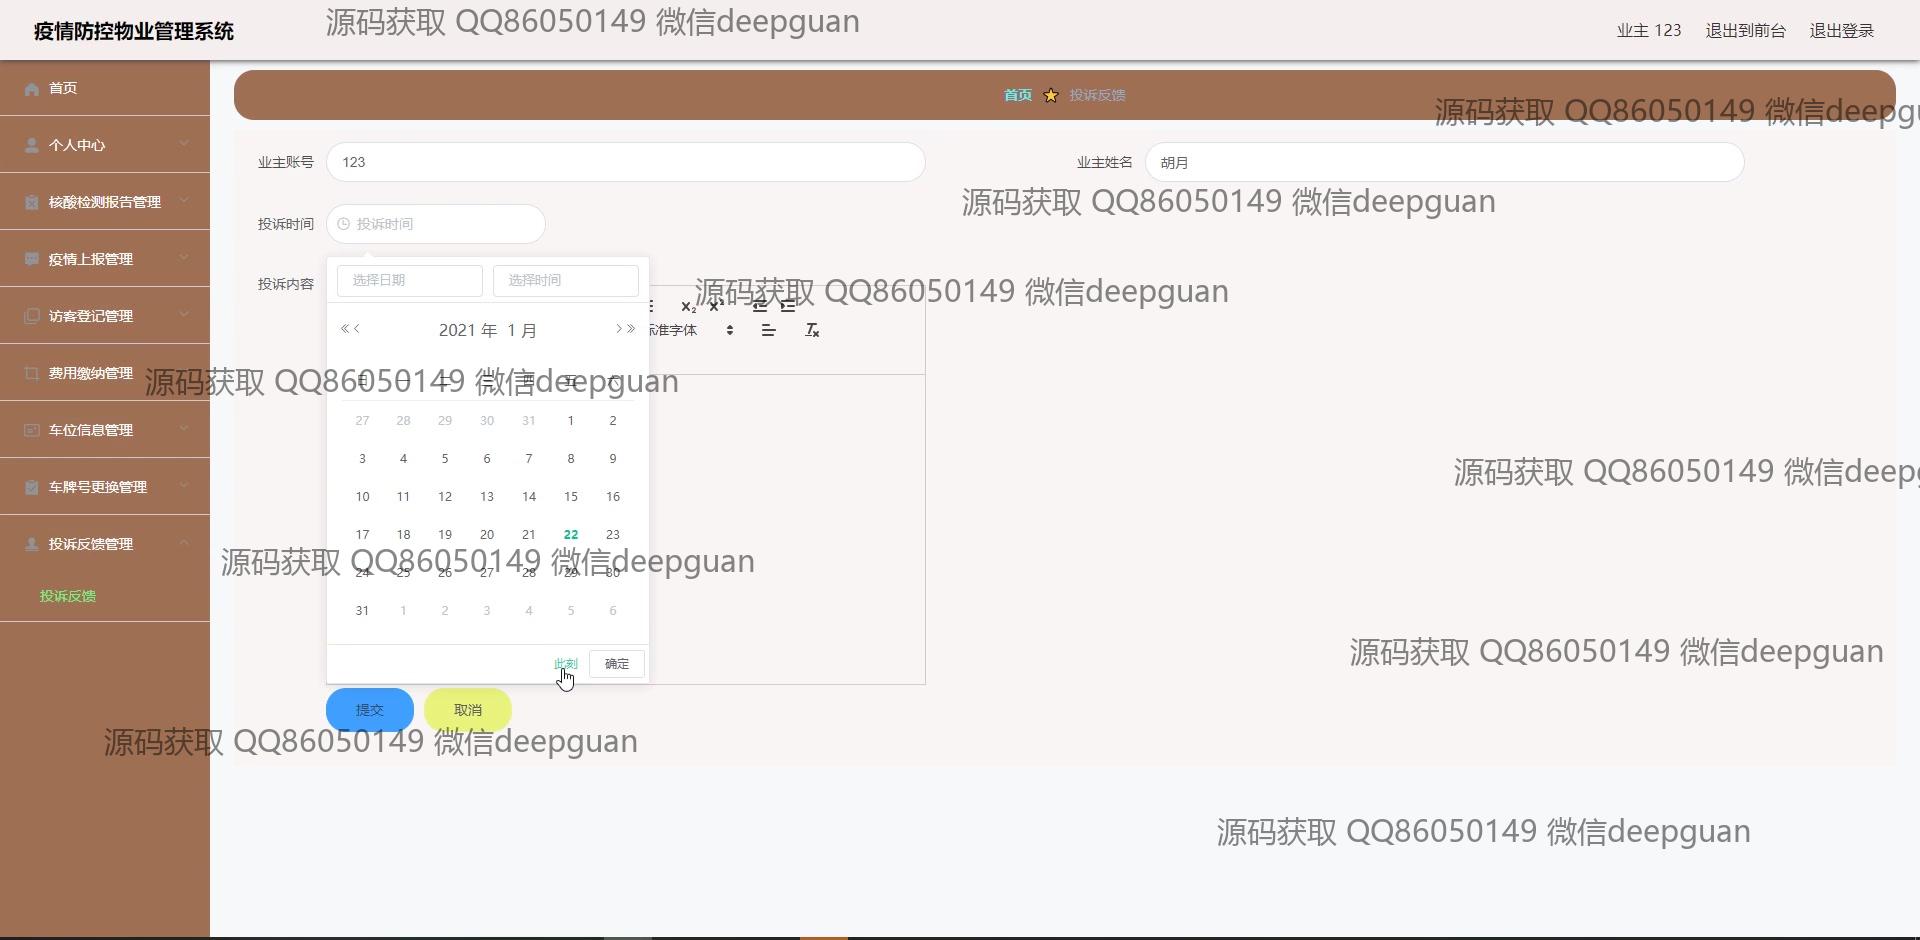 疫情防控物业管理系统
源码获取 QQ86050149 微信deepguan
业主 123
退出到前台
退出登录
首页
个人中心
核酸检测报告管理
疫情上报管理
访客登记管理
费用缴纳管理
车位信息管理
车牌号更换管理
投诉反馈管理
投诉反馈
首页
投诉反馈
源码获取 QQ86050149 微信deepgu
业主账号
123
业主姓名
胡月
源码获取 QQ86050149 微信deepguan
投诉时间
投诉时间
投诉内容
选择日期
选择时间
源码获取 QQ86050149 微信deepguan
2021 年 1 月
标准字体
源码获取 QQ86050149 微信deepguan
日 一 二 三 四 五 六
27 28 29 30 31 1 2
3 4 5 6 7 8 9
10 11 12 13 14 15 16
源码获取 QQ86050149 微信deepg
17 18 19 20 21 22 23
源码获取 QQ86050149 微信deepguan
24 25 26 27 28 29 30
31 1 2 3 4 5 6
此刻
确定
源码获取 QQ86050149 微信deepguan
提交
取消
源码获取 QQ86050149 微信deepguan
源码获取 QQ86050149 微信deepguan